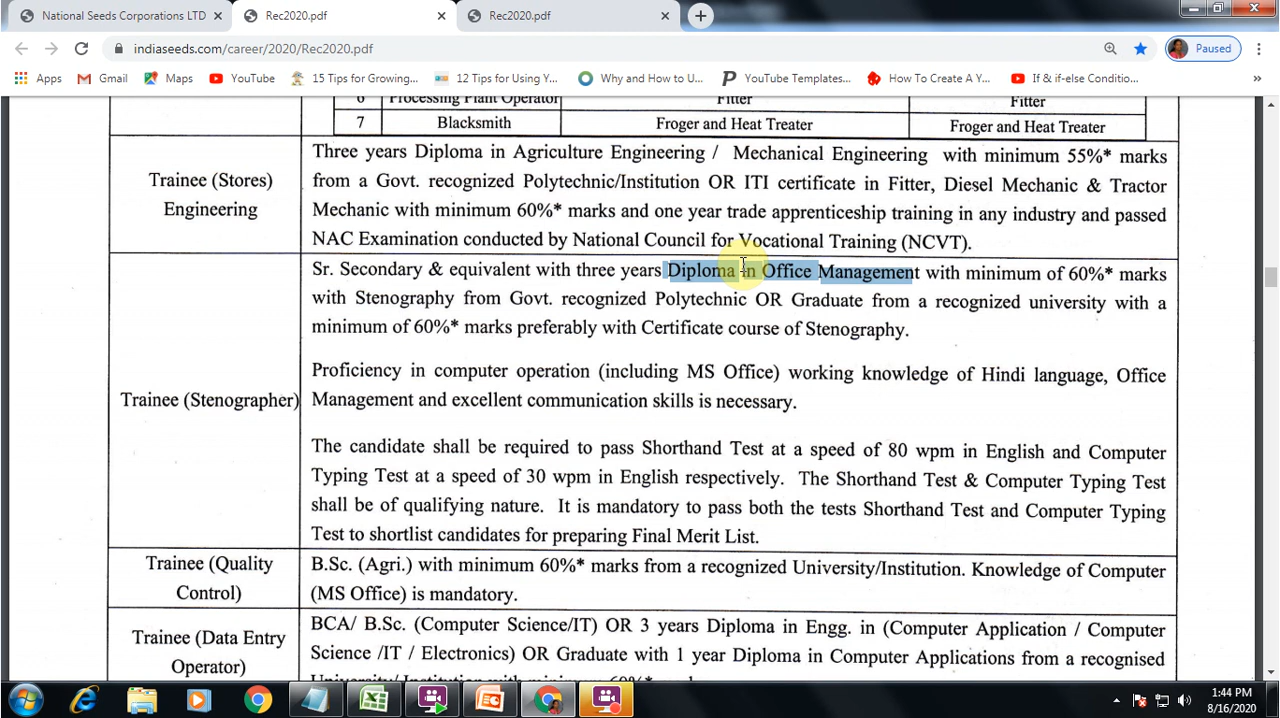 National Seeds Corporations LTD
Rec2020.pdf
Rec2020.pdf
indiaseeds.com/career/2020/Rec2020.pdf
Paused
Apps
Gmail
Maps
YouTube
15 Tips for Growing...
12 Tips for Using Y...
Why and How to U...
YouTube Templates...
How To Create A Y...
If & if-else Conditio...
»
6 Processing Plant Operator Fitter Fitter
7 Blacksmith Froger and Heat Treater Froger and Heat Treater
Trainee (Stores)
Engineering
Three years Diploma in Agriculture Engineering / Mechanical Engineering with minimum 55%* marks
from a Govt. recognized Polytechnic/Institution OR ITI certificate in Fitter, Diesel Mechanic & Tractor
Mechanic with minimum 60%* marks and one year trade apprenticeship training in any industry and passed
NAC Examination conducted by National Council for Vocational Training (NCVT).
Trainee (Stenographer)
Sr. Secondary & equivalent with three years Diploma in Office Management with minimum of 60%* marks
with Stenography from Govt. recognized Polytechnic OR Graduate from a recognized university with a
minimum of 60%* marks preferably with Certificate course of Stenography.
Proficiency in computer operation (including MS Office) working knowledge of Hindi language, Office
Management and excellent communication skills is necessary.
The candidate shall be required to pass Shorthand Test at a speed of 80 wpm in English and Computer
Typing Test at a speed of 30 wpm in English respectively. The Shorthand Test & Computer Typing Test
shall be of qualifying nature. It is mandatory to pass both the tests Shorthand Test and Computer Typing
Test to shortlist candidates for preparing Final Merit List.
Trainee (Quality
Control)
B.Sc. (Agri.) with minimum 60%* marks from a recognized University/Institution. Knowledge of Computer
(MS Office) is mandatory.
Trainee (Data Entry
Operator)
BCA/ B.Sc. (Computer Science/IT) OR 3 years Diploma in Engg. in (Computer Application / Computer
Science /IT / Electronics) OR Graduate with 1 year Diploma in Computer Applications from a recognised
University/ Institution with
1:44 PM
8/16/2020